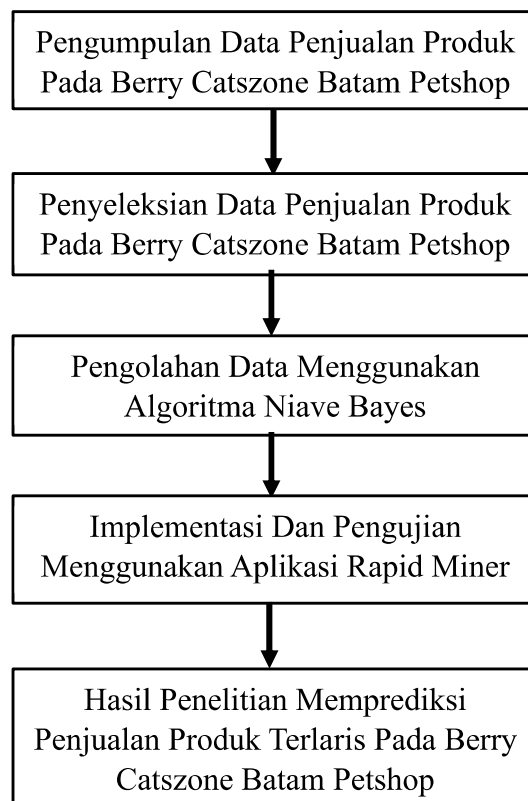 Pengumpulan Data Penjualan Produk
Pada Berry Catszone Batam Petshop
Penyeleksian Data Penjualan Produk
Pada Berry Catszone Batam Petshop
Pengolahan Data Menggunakan
Algoritma Niave Bayes
Implementasi Dan Pengujian
Menggunakan Aplikasi Rapid Miner
Hasil Penelitian Memprediksi
Penjualan Produk Terlaris Pada Berry
Catszone Batam Petshop